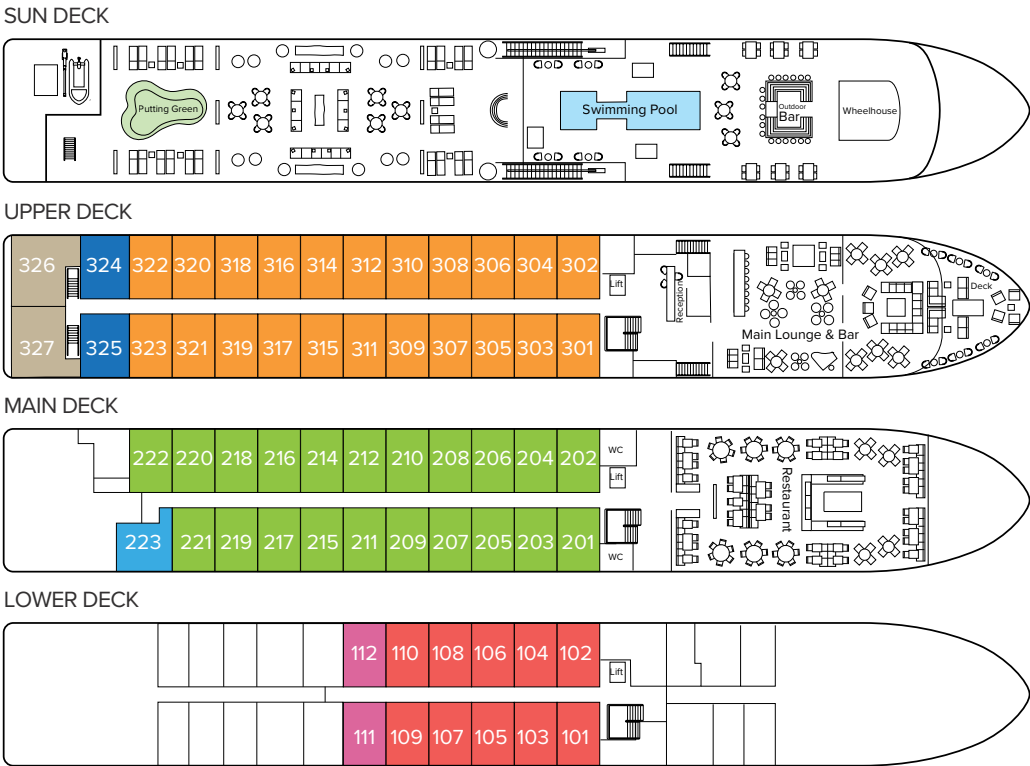 SUN DECK
Putting Green
Swimming Pool
Outdoor
Bar
Wheelhouse
UPPER DECK
326 324 322 320 318 316 314 312 310 308 306 304 302
Lift
Reception
Deck
Main Lounge & Bar
327 325 323 321 319 317 315 311 309 307 305 303 301
MAIN DECK
222 220 218 216 214 212 210 208 206 204 202
WC
Lift
Restaurant
223 221 219 217 215 211 209 207 205 203 201
WC
LOWER DECK
112 110 108 106 104 102
Lift
111 109 107 105 103 101